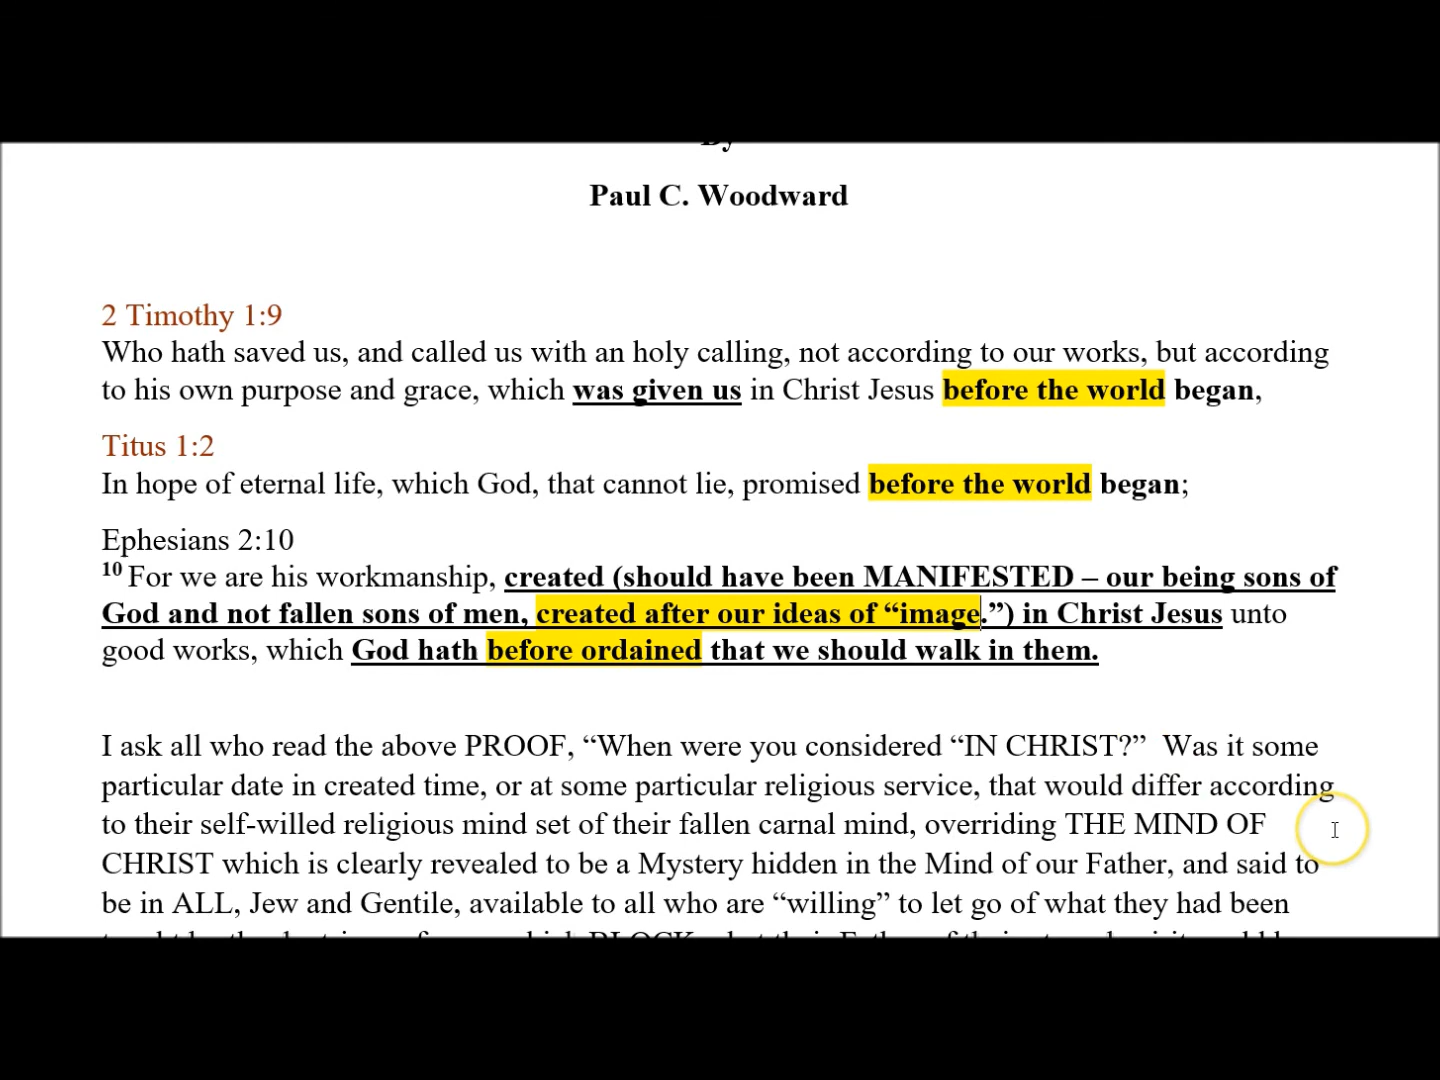 By
Paul C. Woodward
2 Timothy 1:9
Who hath saved us, and called us with an holy calling, not according to our works, but according
to his own purpose and grace, which was given us in Christ Jesus before the world began,
Titus 1:2
In hope of eternal life, which God, that cannot lie, promised before the world began;
Ephesians 2:10
10 For we are his workmanship, created (should have been MANIFESTED – our being sons of
God and not fallen sons of men, created after our ideas of “image.”) in Christ Jesus unto
good works, which God hath before ordained that we should walk in them.
I ask all who read the above PROOF, “When were you considered “IN CHRIST?”  Was it some
particular date in created time, or at some particular religious service, that would differ according
to their self-willed religious mind set of their fallen carnal mind, overriding THE MIND OF
CHRIST which is clearly revealed to be a Mystery hidden in the Mind of our Father, and said to
be in ALL, Jew and Gentile, available to all who are “willing” to let go of what they had been